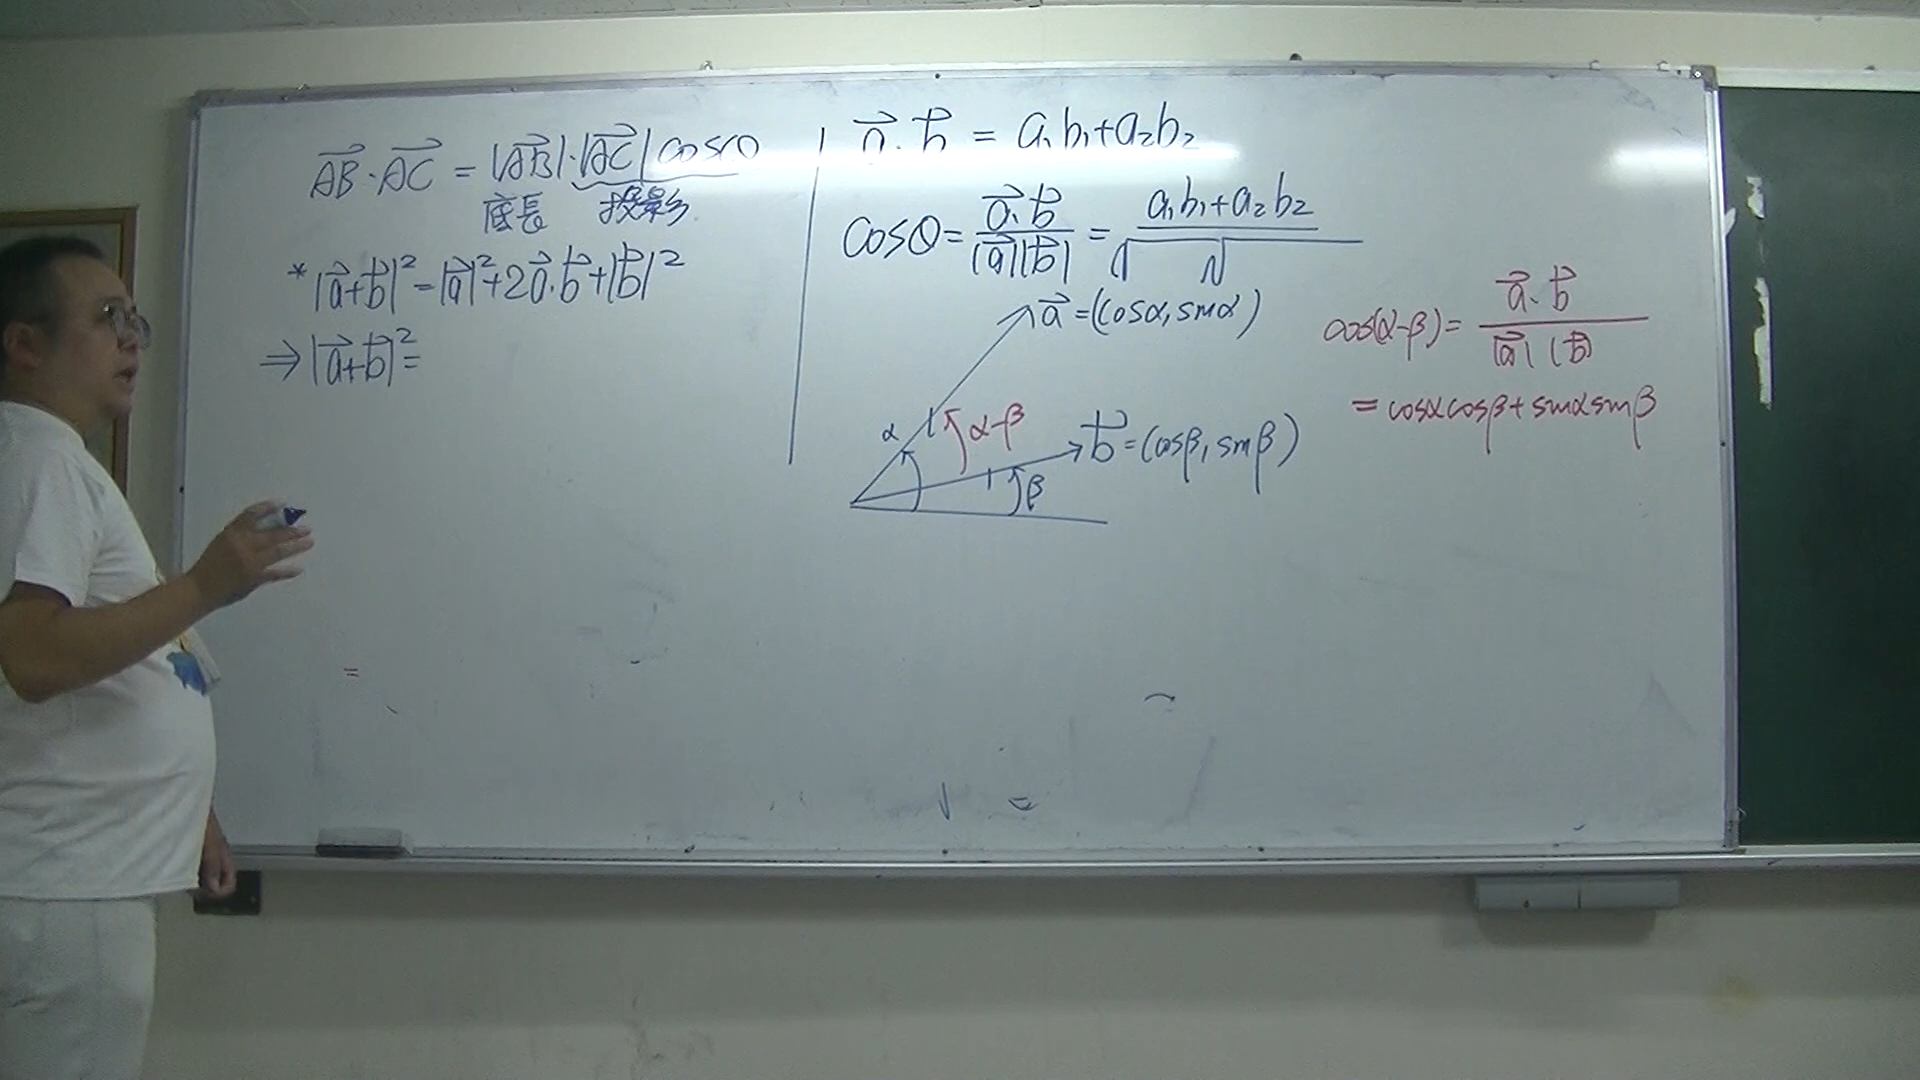 AB⃗·AC⃗ = |AB⃗|·|AC⃗| cosθ
底長 投影
* |a⃗+b⃗|² = |a⃗|²+2a⃗·b⃗+|b⃗|²
⇒ |a⃗+b⃗|² =
a⃗·b⃗ = a₁b₁+a₂b₂
cosθ = a⃗·b⃗ / |a⃗||b⃗| = a₁b₁+a₂b₂ / √ √
a⃗ = (cosα, sinα)
α
α-β
b⃗ = (cosβ, sinβ)
β
cos(α-β) = a⃗·b⃗ / |a⃗| |b⃗|
= cosαcosβ + sinαsinβ